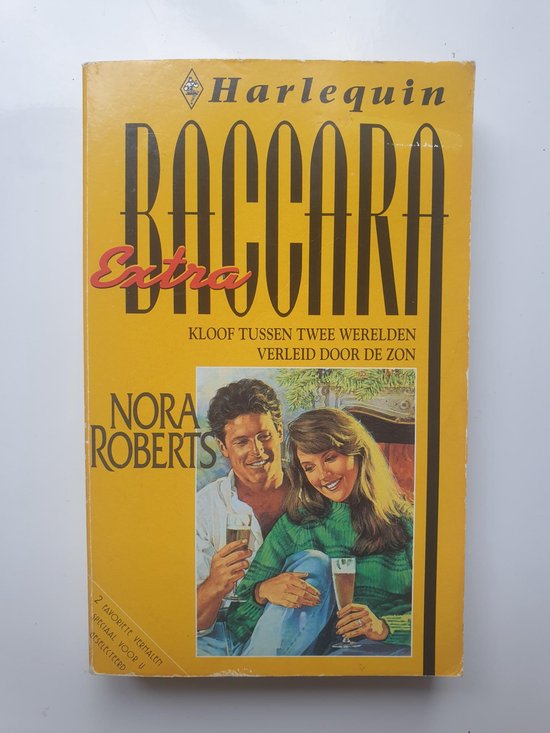 Harlequin
BACCARA
Extra
KLOOF TUSSEN TWEE WERELDEN
VERLEID DOOR DE ZON
NORA
ROBERTS
2 FAVORIETE VERHALEN
SPECIAAL VOOR U
GESELECTEERD